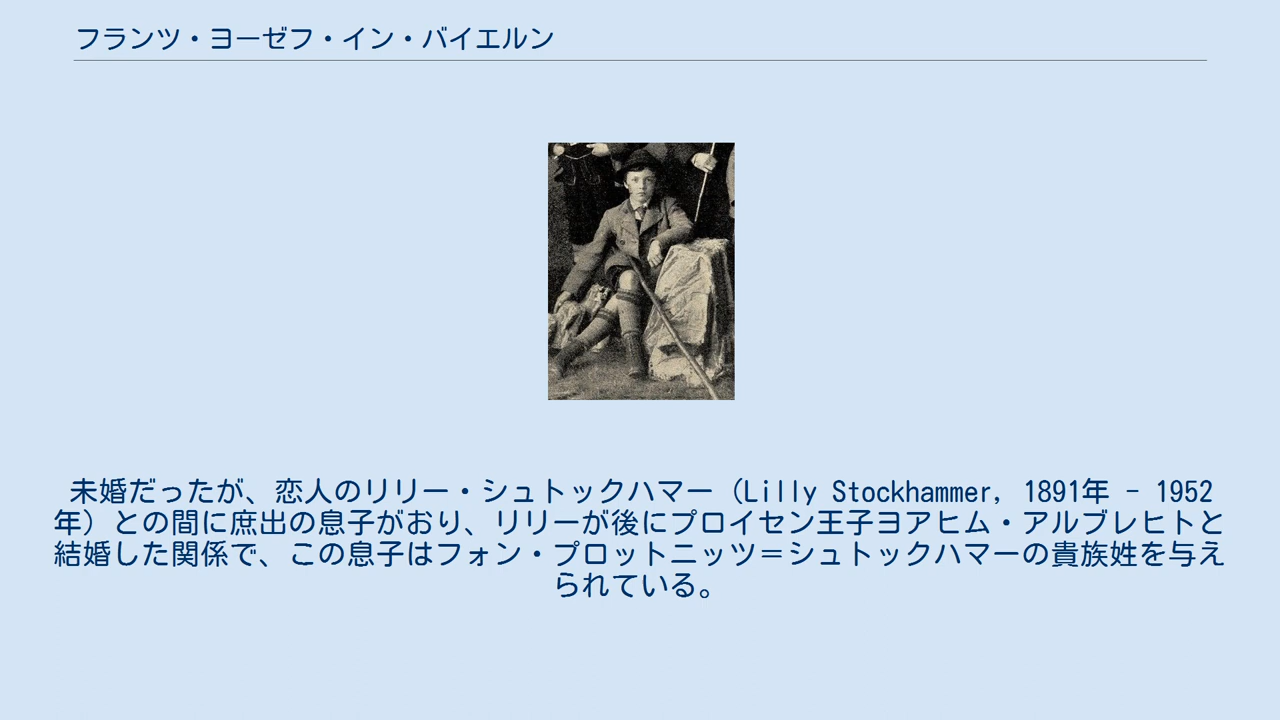 フランツ・ヨーゼフ・イン・バイエルン
未婚だったが、恋人のリリー・シュトックハマー（Lilly Stockhammer, 1891年 - 1952
年）との間に庶出の息子がおり、リリーが後にプロイセン王子ヨアヒム・アルブレヒトと
結婚した関係で、この息子はフォン・プロットニッツ＝シュトックハマーの貴族姓を与え
られている。